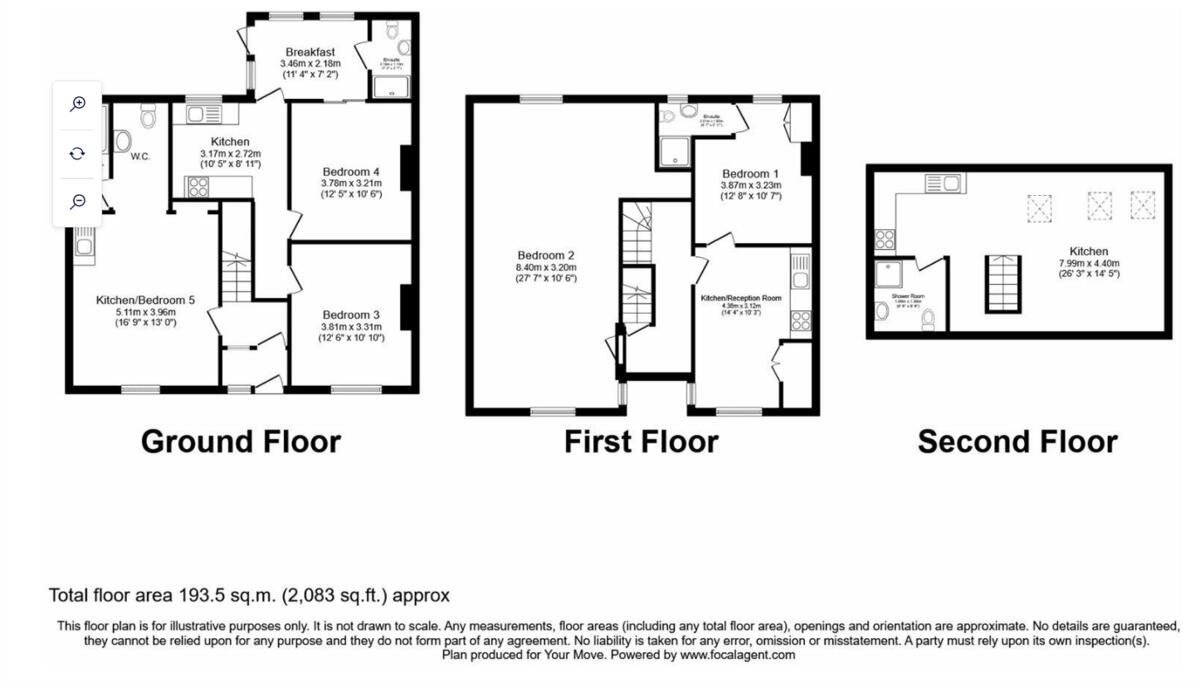 Breakfast
3.46m x 2.18m
(11' 4" x 7' 2")
Ensuite
Kitchen
3.17m x 2.72m
(10' 5" x 8' 11")
W.C.
Bedroom 4
3.78m x 3.21m
(12' 5" x 10' 6")
Kitchen/Bedroom 5
5.11m x 3.96m
(16' 9" x 13' 0")
Bedroom 3
3.81m x 3.31m
(12' 6" x 10' 10")
Ground Floor
Ensuite
Bedroom 1
3.87m x 3.23m
(12' 8" x 10' 7")
Bedroom 2
8.40m x 3.20m
(27' 7" x 10' 6")
Kitchen/Reception Room
4.38m x 3.12m
(14' 4" x 10' 3")
First Floor
Kitchen
7.99m x 4.40m
(26' 3" x 14' 5")
Shower Room
Second Floor
Total floor area 193.5 sq.m. (2,083 sq.ft.) approx
This floor plan is for illustrative purposes only. It is not drawn to scale. Any measurements, floor areas (including any total floor area), openings and orientation are approximate. No details are guaranteed,
they cannot be relied upon for any purpose and they do not form part of any agreement. No liability is taken for any error, omission or misstatement. A party must rely upon its own inspection(s).
Plan produced for Your Move. Powered by www.focalagent.com